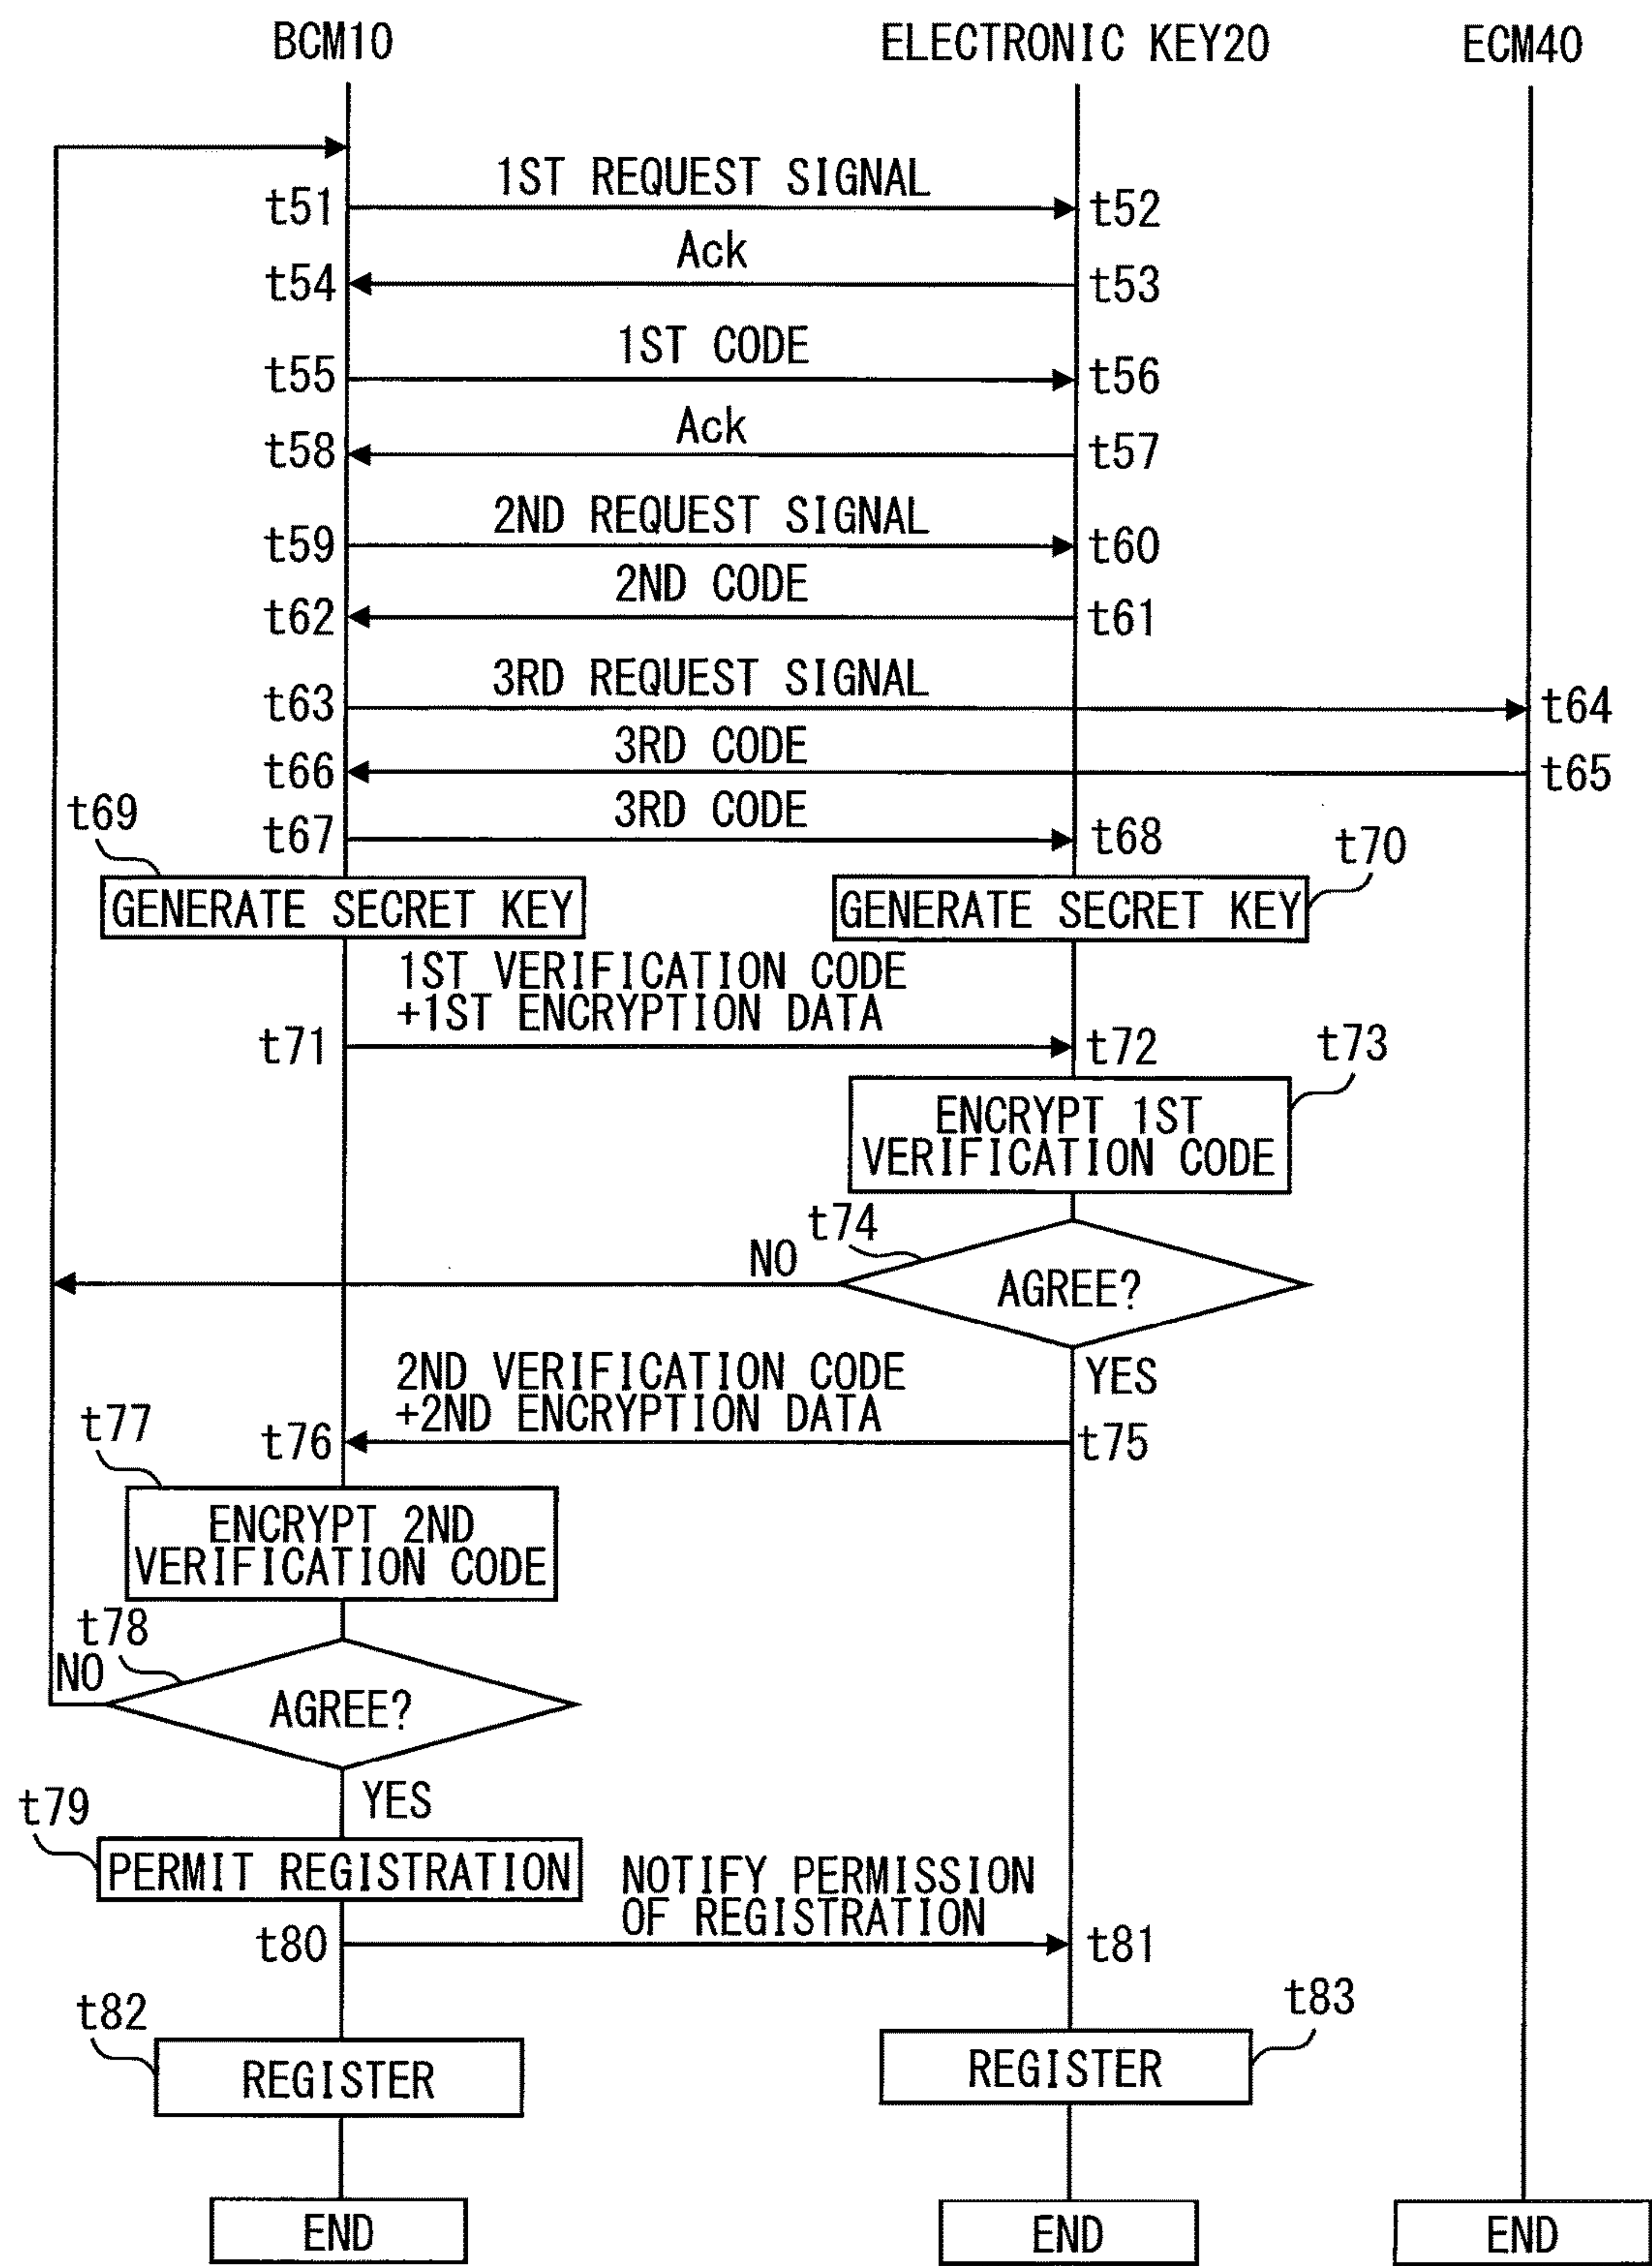 BCM10
ELECTRONIC KEY20
ECM40
1ST REQUEST SIGNAL
t51
t52
Ack
t54
t53
1ST CODE
t55
t56
Ack
t58
t57
2ND REQUEST SIGNAL
t59
t60
2ND CODE
t62
t61
3RD REQUEST SIGNAL
t63
t64
3RD CODE
t66
t65
3RD CODE
t69
t67
t68
t70
GENERATE SECRET KEY
GENERATE SECRET KEY
1ST VERIFICATION CODE
+1ST ENCRYPTION DATA
t71
t72
t73
ENCRYPT 1ST
VERIFICATION CODE
t74
NO
AGREE?
YES
2ND VERIFICATION CODE
+2ND ENCRYPTION DATA
t77
t76
t75
ENCRYPT 2ND
VERIFICATION CODE
t78
NO
AGREE?
YES
t79
PERMIT REGISTRATION
NOTIFY PERMISSION
OF REGISTRATION
t80
t81
t82
t83
REGISTER
REGISTER
END
END
END